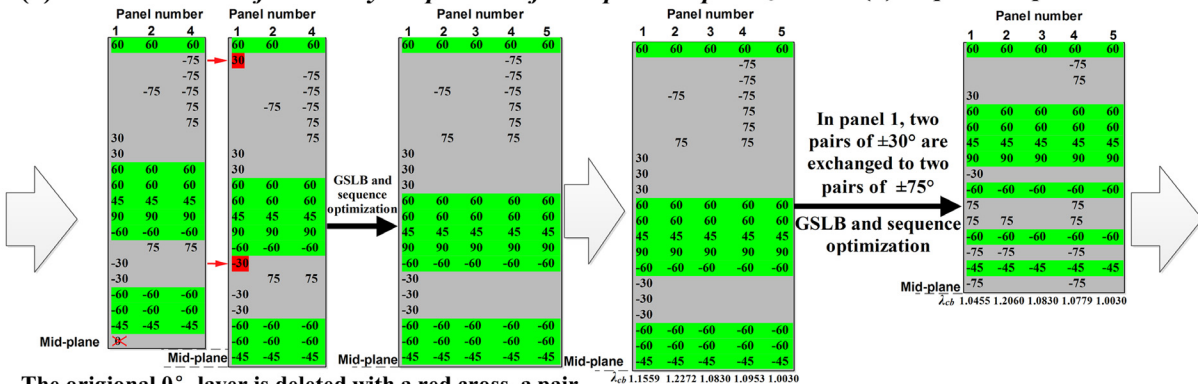 Panel number
1 2 4
60 60 60
-75
-75
-75 -75
75
75
30
30
60 60 60
60 60 60
45 45 45
90 90 90
-60 -60 -60
75 75
-30
-30
-60 -60 -60
-60 -60 -60
-45 -45 -45
0
Mid-plane
Panel number
1 2 4
60 60 60
30
-75
-75
-75 -75
75
75
30
30
60 60 60
60 60 60
45 45 45
90 90 90
-60 -60 -60
-30
75 75
-30
-30
-60 -60 -60
-60 -60 -60
-45 -45 -45
Mid-plane
GSLB and
sequence
optimization
Panel number
1 2 4 5
60 60 60 60
-75
-75
-75 -75
75
75
75 75
30
30
30
60 60 60 60
60 60 60 60
45 45 45 45
90 90 90 90
-60 -60 -60 -60
-30
-30
-30
-60 -60 -60 -60
-60 -60 -60 -60
-45 -45 -45 -45
Mid-plane
Panel number
1 2 3 4 5
60 60 60 60 60
-75
-75
-75 -75
75
75
75 75
30
30
30
60 60 60 60 60
60 60 60 60 60
45 45 45 45 45
90 90 90 90 90
-60 -60 -60 -60 -60
-30
-30
-30
-60 -60 -60 -60 -60
-60 -60 -60 -60 -60
-45 -45 -45 -45 -45
Mid-plane
λcb 1.1559 1.2272 1.0830 1.0953 1.0030
In panel 1, two
pairs of ±30° are
exchanged to two
pairs of ±75°
GSLB and sequence
optimization
Panel number
1 2 3 4 5
60 60 60 60 60
-75
75
30
60 60 60 60 60
60 60 60 60 60
45 45 45 45 45
90 90 90 90 90
-30
-60 -60 -60 -60 -60
75 75
75 75 75
-60 -60 -60 -60 -60
-75 -75 -75
-45 -45 -45 -45 -45
-75 -75
Mid-plane
λcb 1.0455 1.2060 1.0830 1.0779 1.0030
The origional 0° layer is deleted with a red cross, a pair